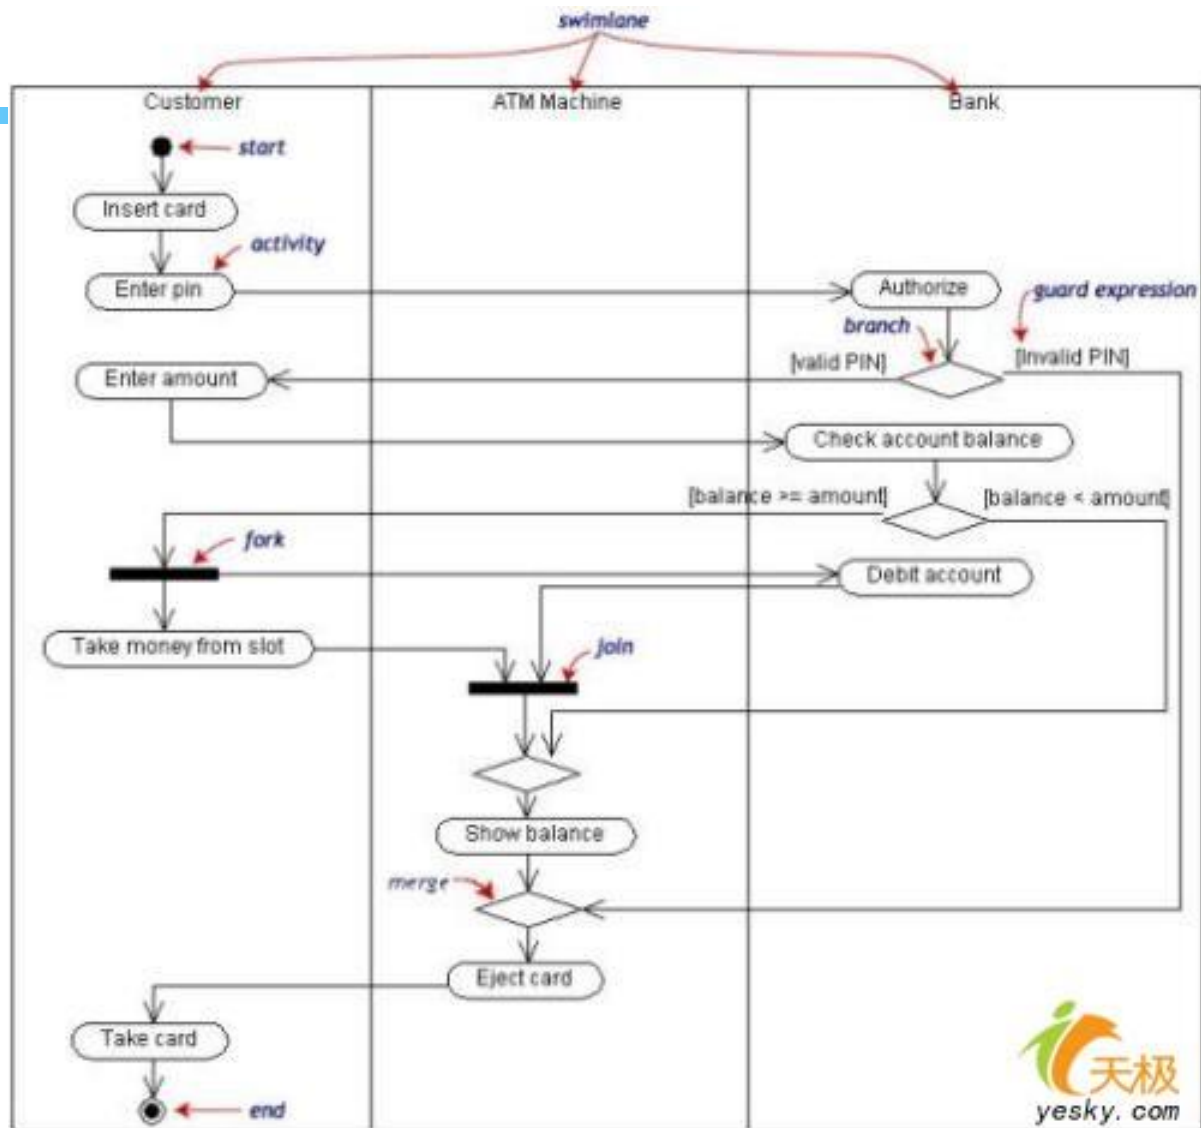 swimlane
Customer
ATM Machine
Bank
start
Insert card
activity
Enter pin
Authorize
guard expression
branch
[valid PIN]
[Invalid PIN]
Enter amount
Check account balance
[balance >= amount]
[balance < amount]
fork
Debit account
Take money from slot
join
Show balance
merge
Eject card
Take card
end
天极
yesky.com